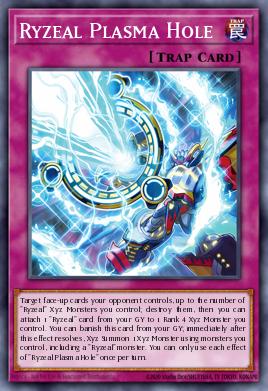 Ryzeal Plasma Hole
TRAP
罠
[Trap Card]
Target face-up cards your opponent controls, up to the number of
"Ryzeal" Xyz Monsters you control; destroy them, then you can
attach 1 "Ryzeal" card from your GY to 1 Rank 4 Xyz Monster you
control. You can banish this card from your GY; immediately after
this effect resolves, Xyz Summon 1 Xyz Monster using monsters you
control, including a "Ryzeal" monster. You can only use each effect
of "Ryzeal Plasma Hole" once per turn.